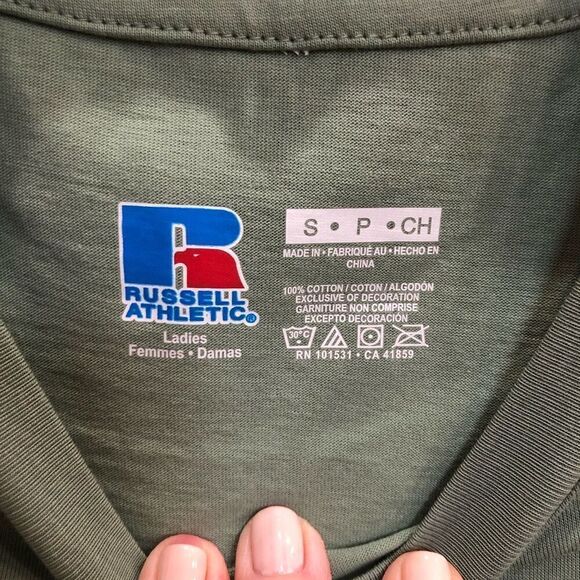 RUSSELL
ATHLETIC®
Ladies
Femmes • Damas
S • P • CH
MADE IN • FABRIQUÉ AU • HECHO EN
CHINA
100% COTTON / COTON / ALGODÓN
EXCLUSIVE OF DECORATION
GARNITURE NON COMPRISE
EXCEPTO DECORACIÓN
30°C
RN 101531 • CA 41859